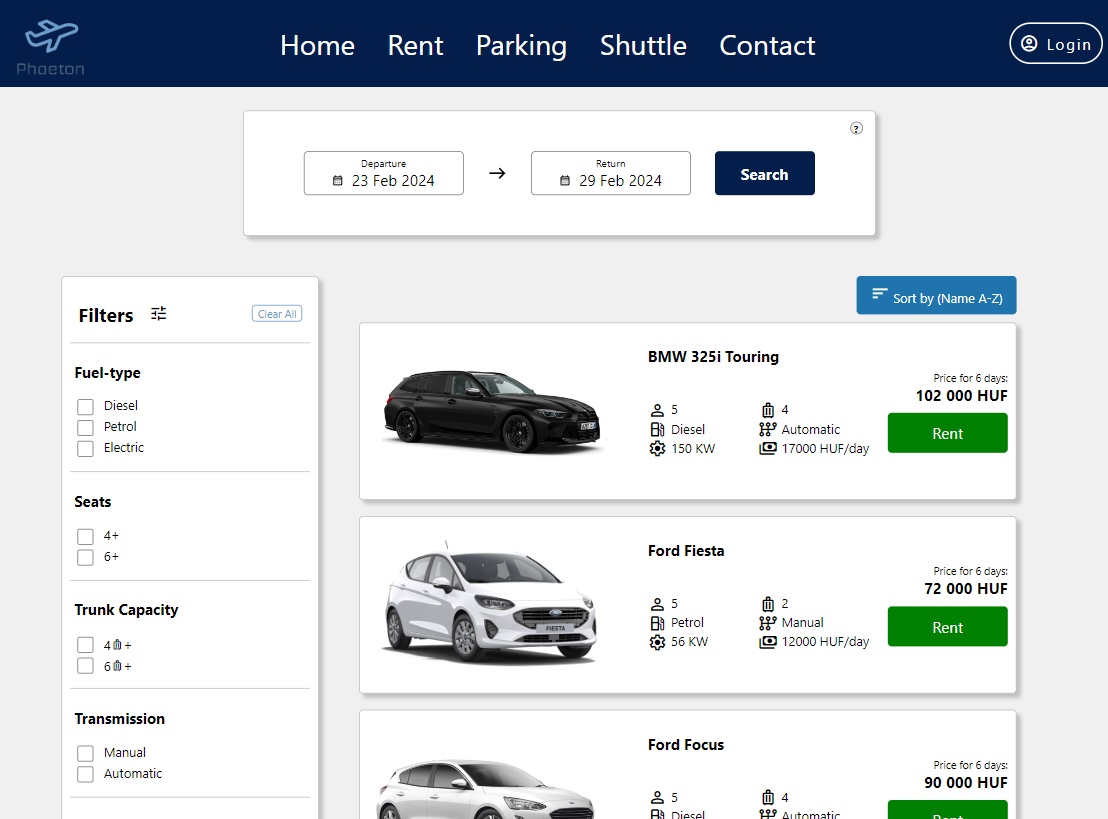 Phaeton
Home Rent Parking Shuttle Contact
Login
?
Departure
23 Feb 2024
Return
29 Feb 2024
Search
Filters
Clear All
Fuel-type
Diesel
Petrol
Electric
Seats
4+
6+
Trunk Capacity
4 +
6 +
Transmission
Manual
Automatic
Sort by (Name A-Z)
BMW 325i Touring
5 4
Diesel Automatic
150 KW 17000 HUF/day
Price for 6 days:
102 000 HUF
Rent
Ford Fiesta
FIESTA
5 2
Petrol Manual
56 KW 12000 HUF/day
Price for 6 days:
72 000 HUF
Rent
Ford Focus
5 4
Diesel Automatic
Price for 6 days:
90 000 HUF
Rent